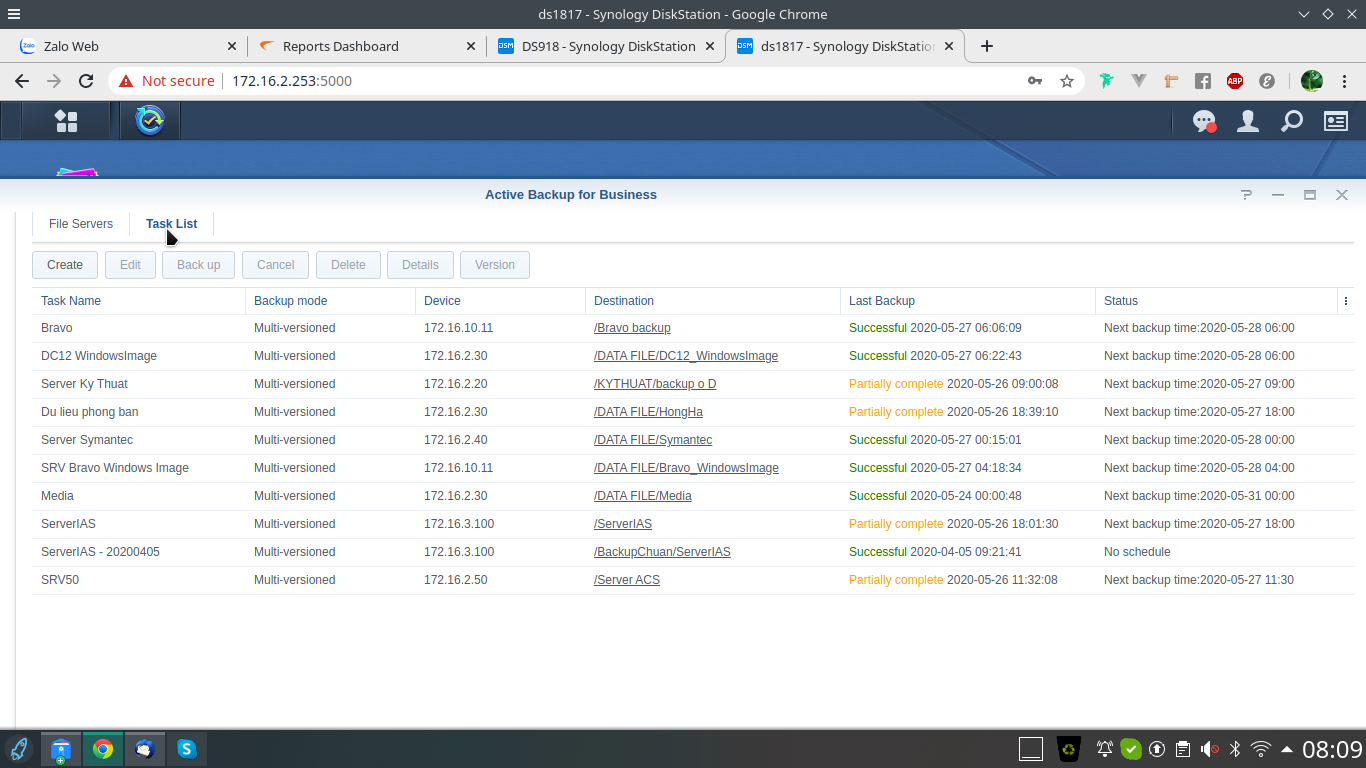 ds1817 - Synology DiskStation - Google Chrome
Zalo Zalo Web Reports Dashboard DSM DS918 - Synology DiskStation DSM ds1817 - Synology DiskStation
Not secure 172.16.2.253:5000 ABP
Active Backup for Business
File Servers Task List
Create Edit Back up Cancel Delete Details Version
Task Name Backup mode Device Destination Last Backup Status
Bravo Multi-versioned 172.16.10.11 /Bravo backup Successful 2020-05-27 06:06:09 Next backup time:2020-05-28 06:00
DC12 WindowsImage Multi-versioned 172.16.2.30 /DATA FILE/DC12_WindowsImage Successful 2020-05-27 06:22:43 Next backup time:2020-05-28 06:00
Server Ky Thuat Multi-versioned 172.16.2.20 /KYTHUAT/backup o D Partially complete 2020-05-26 09:00:08 Next backup time:2020-05-27 09:00
Du lieu phong ban Multi-versioned 172.16.2.30 /DATA FILE/HongHa Partially complete 2020-05-26 18:39:10 Next backup time:2020-05-27 18:00
Server Symantec Multi-versioned 172.16.2.40 /DATA FILE/Symantec Successful 2020-05-27 00:15:01 Next backup time:2020-05-28 00:00
SRV Bravo Windows Image Multi-versioned 172.16.10.11 /DATA FILE/Bravo_WindowsImage Successful 2020-05-27 04:18:34 Next backup time:2020-05-28 04:00
Media Multi-versioned 172.16.2.30 /DATA FILE/Media Successful 2020-05-24 00:00:48 Next backup time:2020-05-31 00:00
ServerIAS Multi-versioned 172.16.3.100 /ServerIAS Partially complete 2020-05-26 18:01:30 Next backup time:2020-05-27 18:00
ServerIAS - 20200405 Multi-versioned 172.16.3.100 /BackupChuan/ServerIAS Successful 2020-04-05 09:21:41 No schedule
SRV50 Multi-versioned 172.16.2.50 /Server ACS Partially complete 2020-05-26 11:32:08 Next backup time:2020-05-27 11:30
08:09